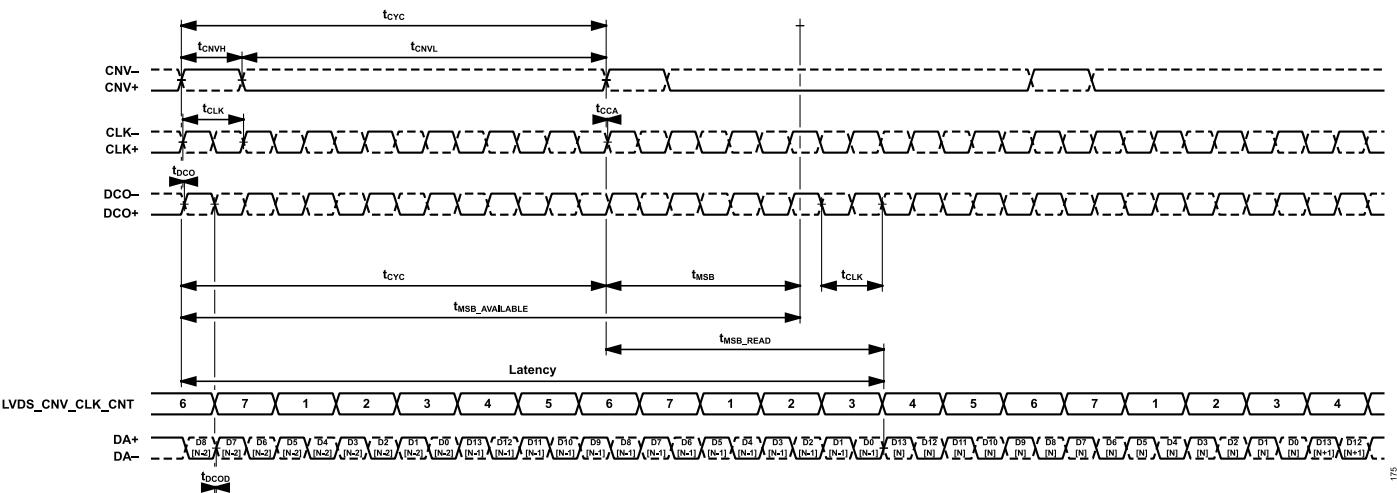 tCYC
tCNVH tCNVL
CNV–
CNV+
tCLK tCCA
CLK–
CLK+
tDCO
DCO–
DCO+
tCYC tMSB tCLK
tMSB_AVAILABLE
tMSB_READ
Latency
LVDS_CNV_CLK_CNT 6 7 1 2 3 4 5 6 7 1 2 3 4 5 6 7 1 2 3 4
DA+ D8 D7 D6 D5 D4 D3 D2 D1 D0 D13 D12 D11 D10 D9 D8 D7 D6 D5 D4 D3 D2 D1 D0 D13 D12 D11 D10 D9 D8 D7 D6 D5 D4 D3 D2 D1 D0 D13 D12
DA– [N-2] [N-2] [N-2] [N-2] [N-2] [N-2] [N-2] [N-2] [N-2] [N-1] [N-1] [N-1] [N-1] [N-1] [N-1] [N-1] [N-1] [N-1] [N-1] [N-1] [N-1] [N-1] [N-1] [N] [N] [N] [N] [N] [N] [N] [N] [N] [N] [N] [N] [N] [N] [N+1] [N+1]
tDCOD
175